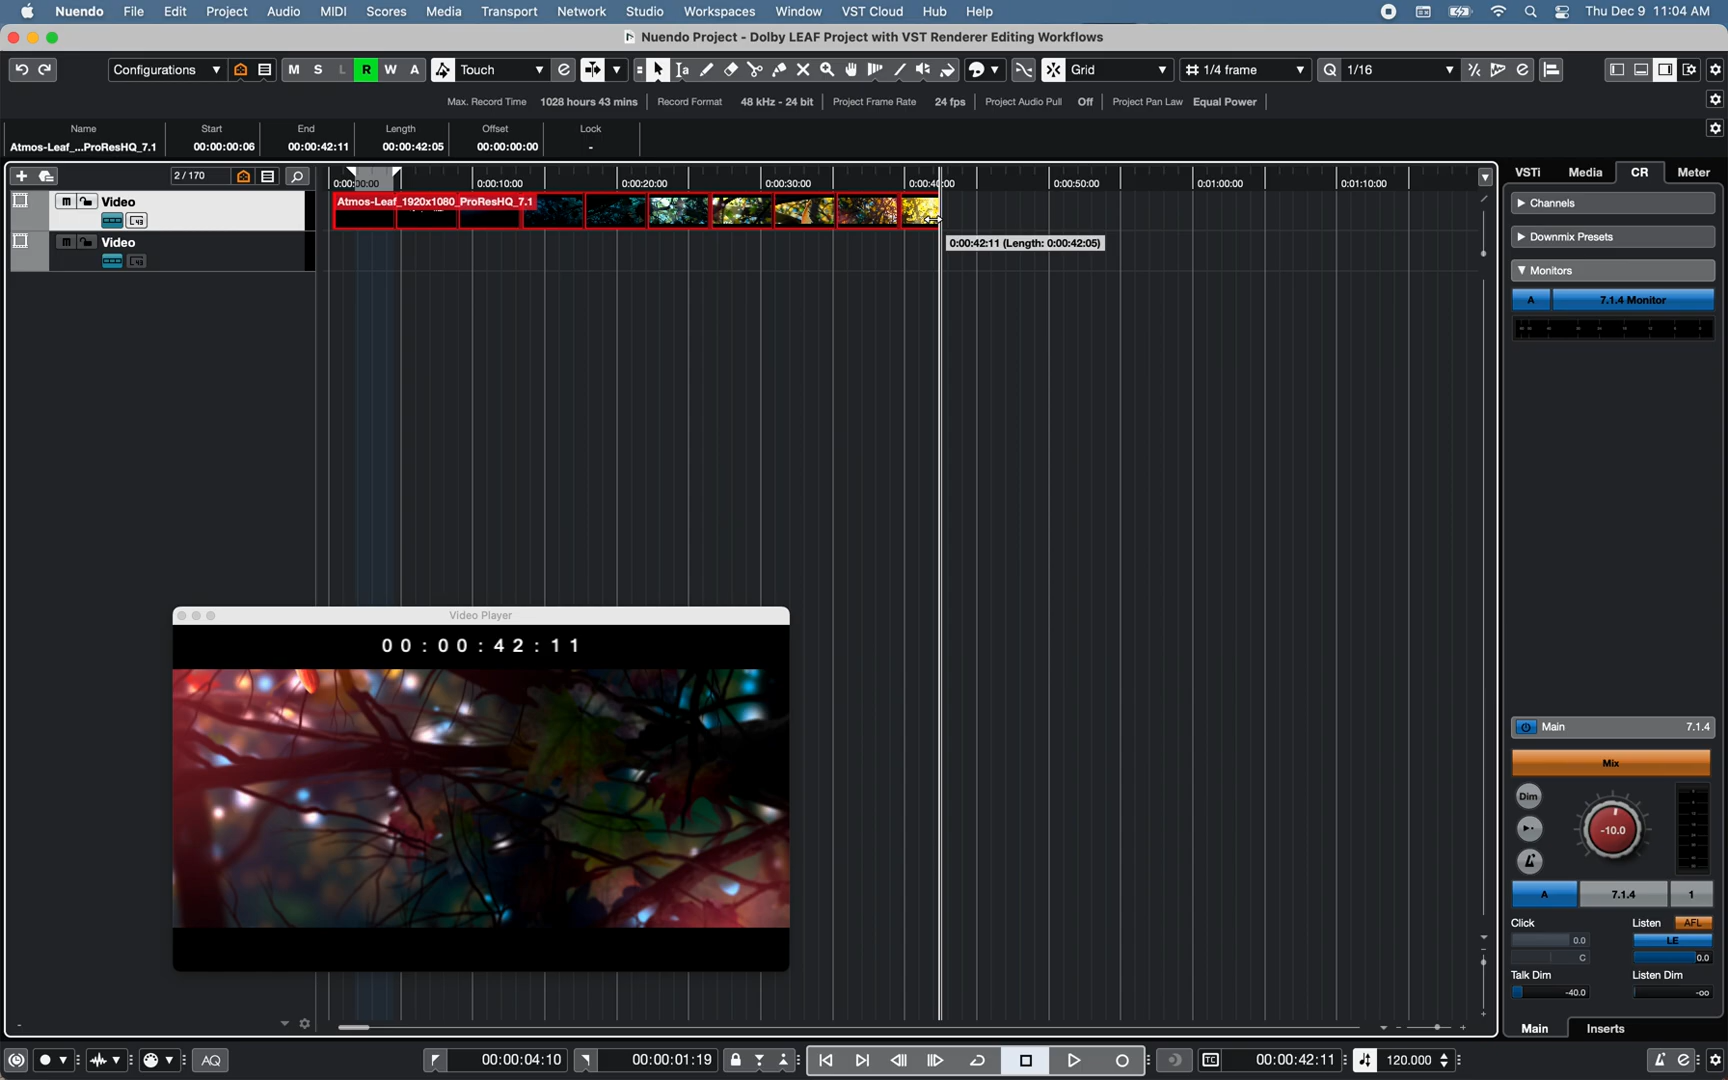 Nuendo File Edit Project Audio MIDI Scores Media Transport Network Studio Workspaces Window VST Cloud Hub Help Thu Dec 9 11:04 AM
Nuendo Project - Dolby LEAF Project with VST Renderer Editing Workflows
Configurations M S L R W A Touch Grid 1/4 frame Q 1/16
Max. Record Time 1028 hours 43 mins Record Format 48 kHz - 24 bit Project Frame Rate 24 fps Project Audio Pull Off Project Pan Law Equal Power
Name Start End Length Offset Lock
Atmos-Leaf_...ProResHQ_7.1 00:00:00:06 00:00:42:11 00:00:42:05 00:00:00:00 -
2 / 170
0:00:00:00 0:00:10:00 0:00:20:00 0:00:30:00 0:00:40:00 0:00:50:00 0:01:00:00 0:01:10:00
VSTi Media CR Meter
m Video
Atmos-Leaf_1920x1080_ProResHQ_7.1
m Video
0:00:42:11 (Length: 0:00:42:05)
Channels
Downmix Presets
Monitors
A 7.1.4 Monitor
Video Player
00:00:42:11
Main 7.1.4
Mix
Dim
-10.0
A 7.1.4 1
Click Listen AFL
0.0 LE
C 0.0
Talk Dim Listen Dim
-40.0 -oo
Main Inserts
AQ 00:00:04:10 00:00:01:19 TC 00:00:42:11 120.000